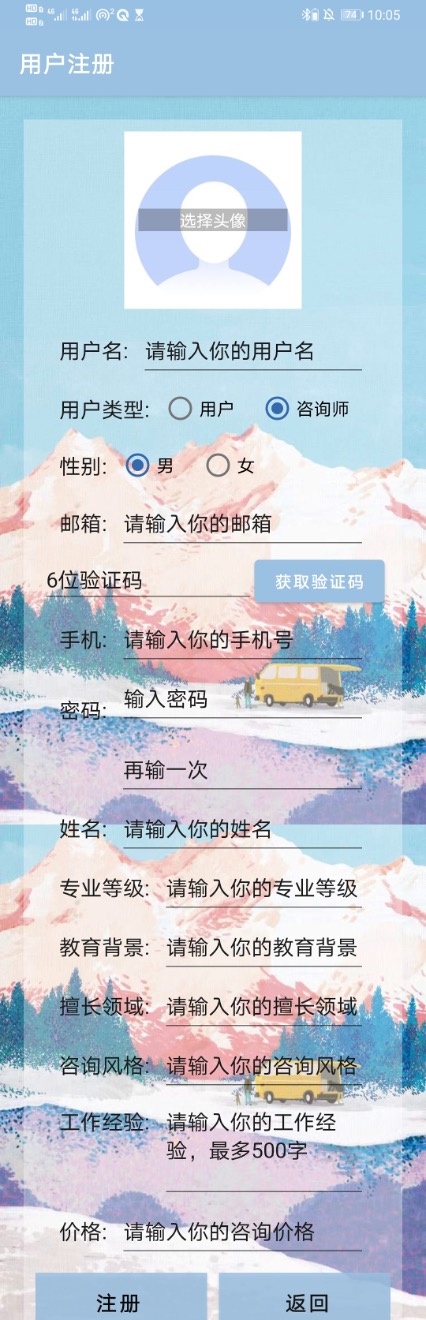 74 10:05
用户注册
选择头像
用户名: 请输入你的用户名
用户类型: 用户 咨询师
性别: 男 女
邮箱: 请输入你的邮箱
6位验证码 获取验证码
手机: 请输入你的手机号
密码: 输入密码
再输一次
姓名: 请输入你的姓名
专业等级: 请输入你的专业等级
教育背景: 请输入你的教育背景
擅长领域: 请输入你的擅长领域
咨询风格: 请输入你的咨询风格
工作经验: 请输入你的工作经
验，最多500字
价格: 请输入你的咨询价格
注册 返回